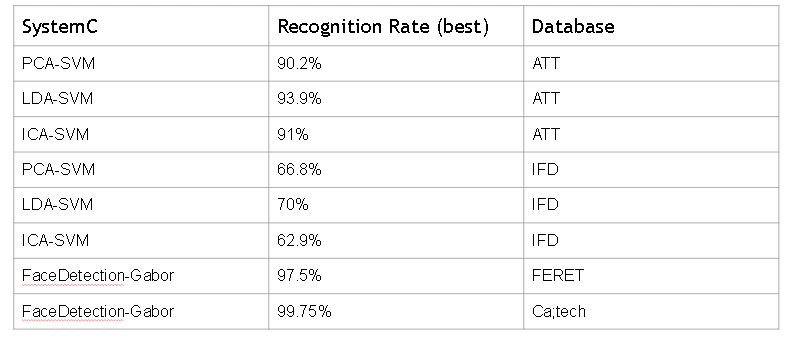 SystemC Recognition Rate (best) Database
PCA-SVM 90.2% ATT
LDA-SVM 93.9% ATT
ICA-SVM 91% ATT
PCA-SVM 66.8% IFD
LDA-SVM 70% IFD
ICA-SVM 62.9% IFD
FaceDetection-Gabor 97.5% FERET
FaceDetection-Gabor 99.75% Ca;tech